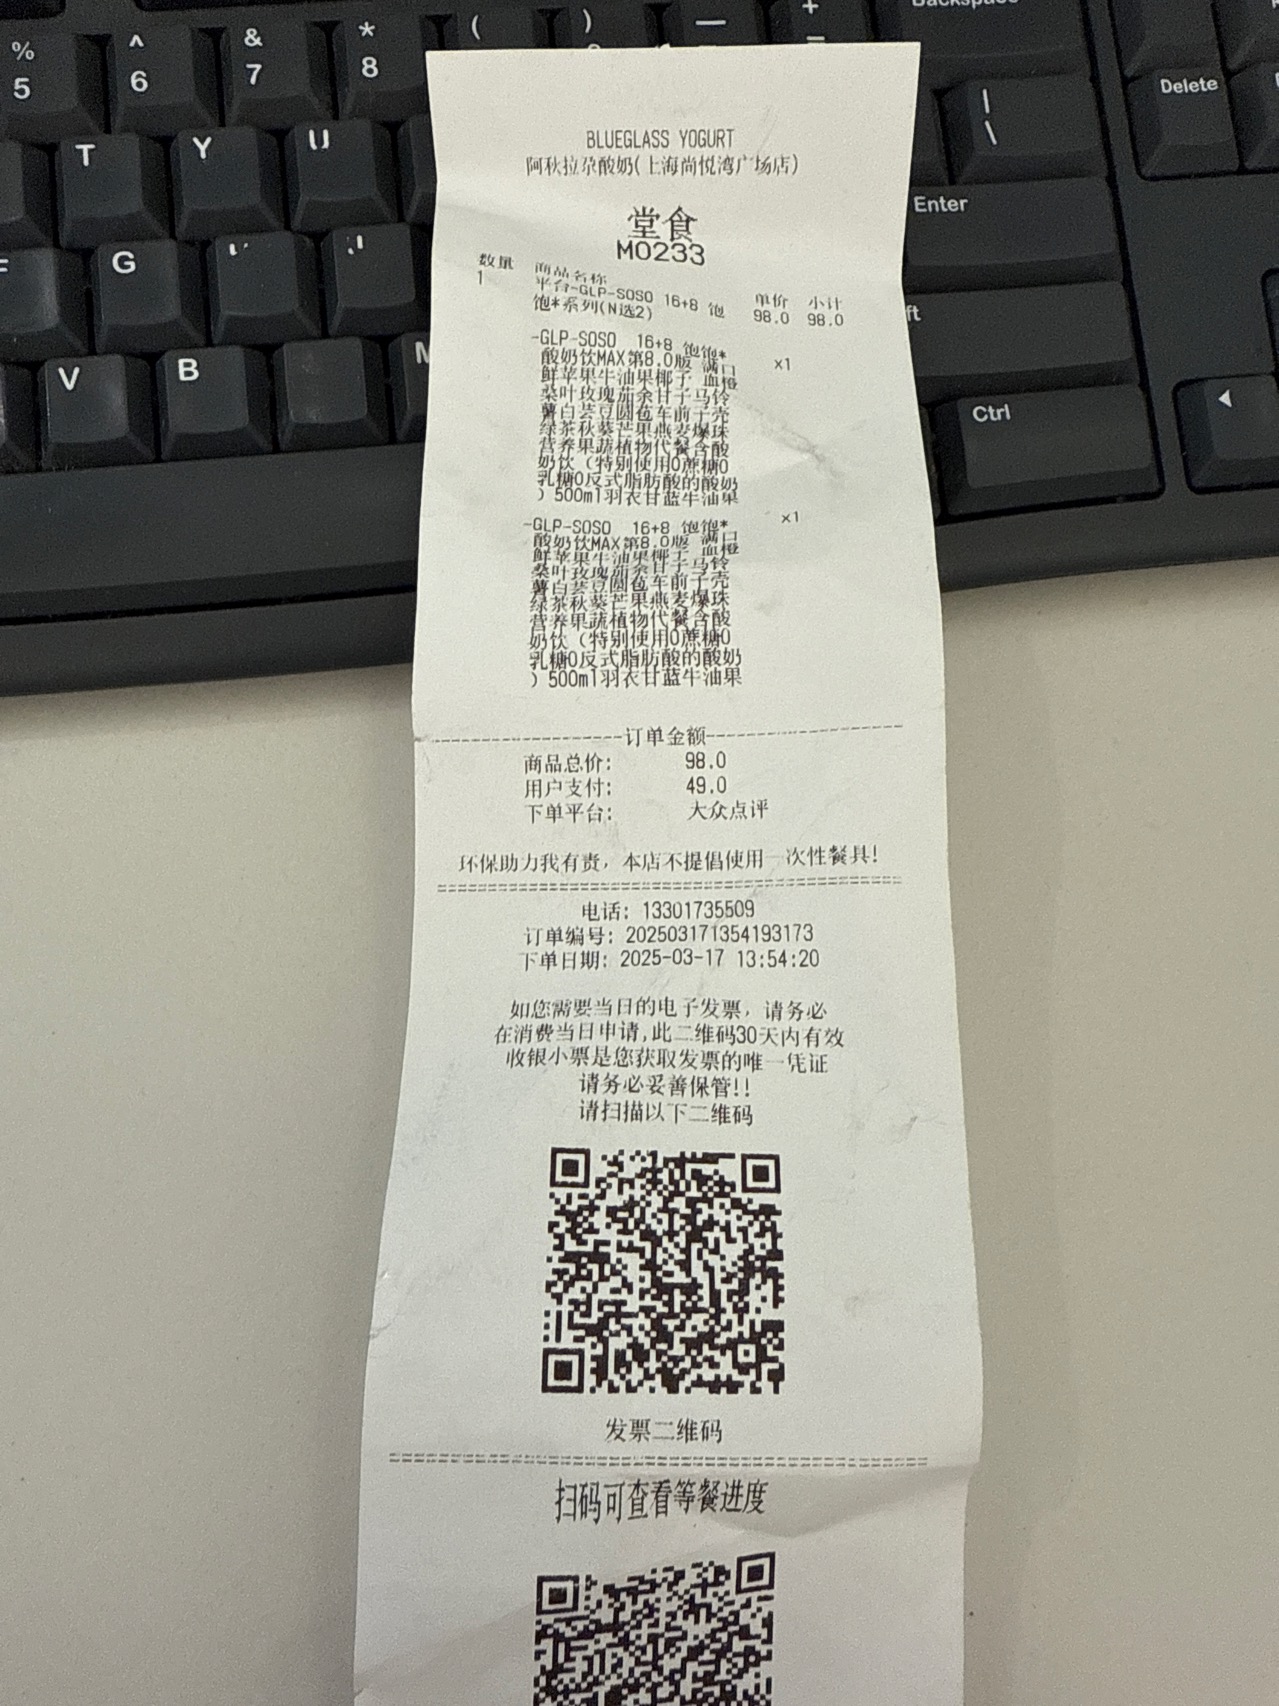 %
5
^
6
&
7
*
8
(
)
—
+
=
Backspace
|
\
Delete
T
Y
U
G
V
B
Enter
Ctrl
BLUEGLASS YOGURT
阿秋拉尕酸奶(上海尚悦湾广场店)
堂食
M0233
数量 商品名称 单价 小计
1 平台-GLP-SOSO 16+8 饱 98.0 98.0
饱*系列(N选2)
-GLP-SOSO 16+8 饱饱* ×1
酸奶饮MAX第8.0版 满口
鲜苹果牛油果椰子 血橙
桑叶玫瑰茄余甘子马铃
薯白芸豆圆苞车前子壳
绿茶秋葵芒果燕麦爆珠
营养果蔬植物代餐含酸
奶饮（特别使用0蔗糖0
乳糖0反式脂肪酸的酸奶
）500ml羽衣甘蓝牛油果
-GLP-SOSO 16+8 饱饱* ×1
酸奶饮MAX第8.0版 满口
鲜苹果牛油果椰子 血橙
桑叶玫瑰茄余甘子马铃
薯白芸豆圆苞车前子壳
绿茶秋葵芒果燕麦爆珠
营养果蔬植物代餐含酸
奶饮（特别使用0蔗糖0
乳糖0反式脂肪酸的酸奶
）500ml羽衣甘蓝牛油果
订单金额
商品总价: 98.0
用户支付: 49.0
下单平台: 大众点评
环保助力我有责，本店不提倡使用一次性餐具!
电话: 13301735509
订单编号: 202503171354193173
下单日期: 2025-03-17 13:54:20
如您需要当日的电子发票，请务必
在消费当日申请,此二维码30天内有效
收银小票是您获取发票的唯一凭证
请务必妥善保管!!
请扫描以下二维码
发票二维码
扫码可查看等餐进度